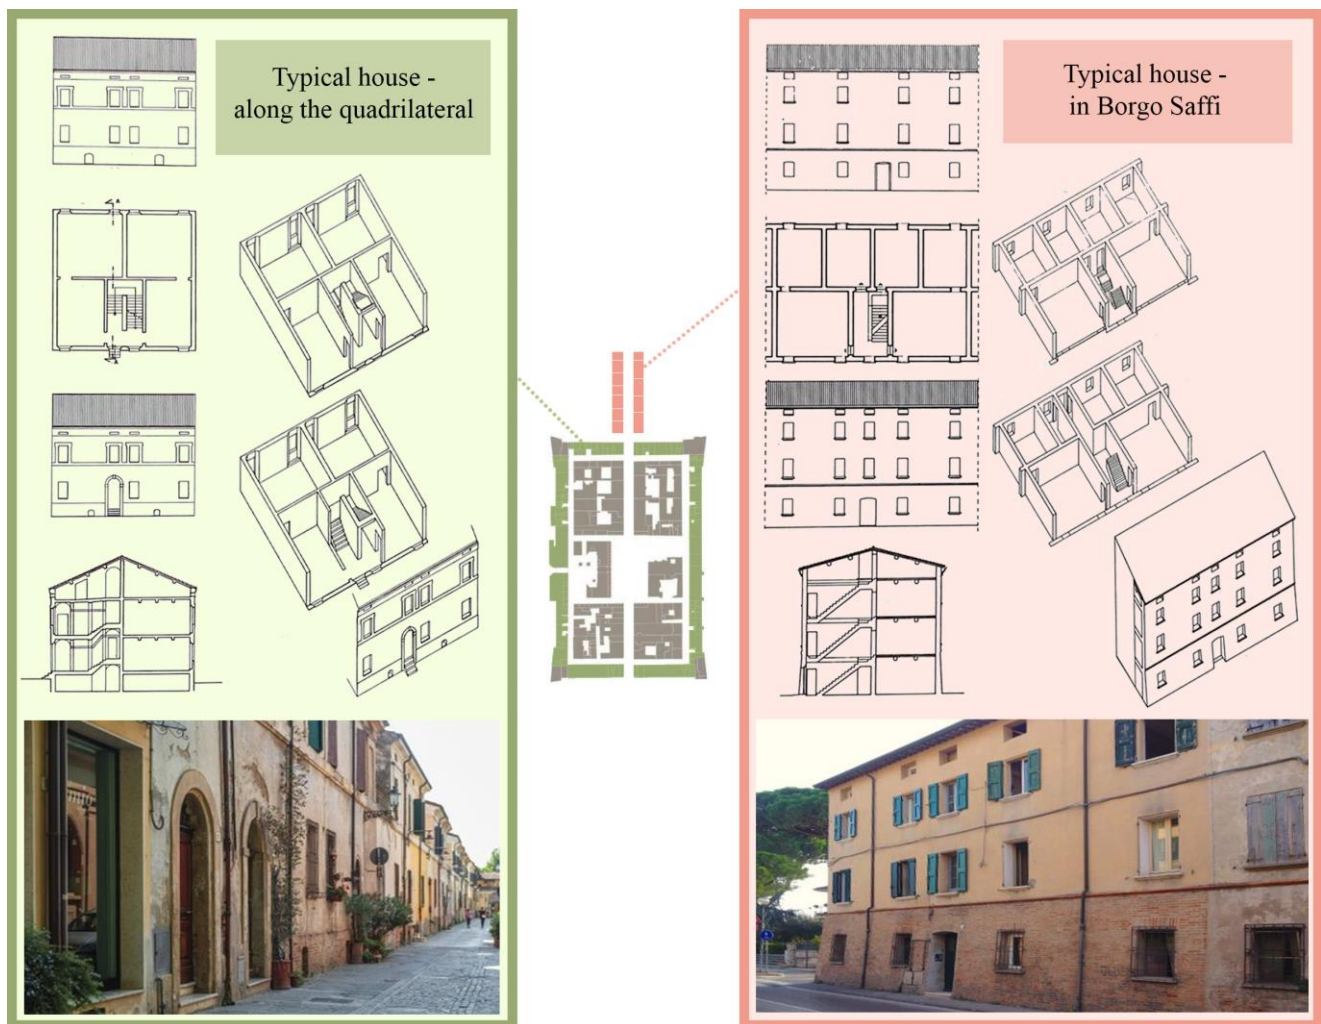 Typical house -
along the quadrilateral
Typical house -
in Borgo Saffi